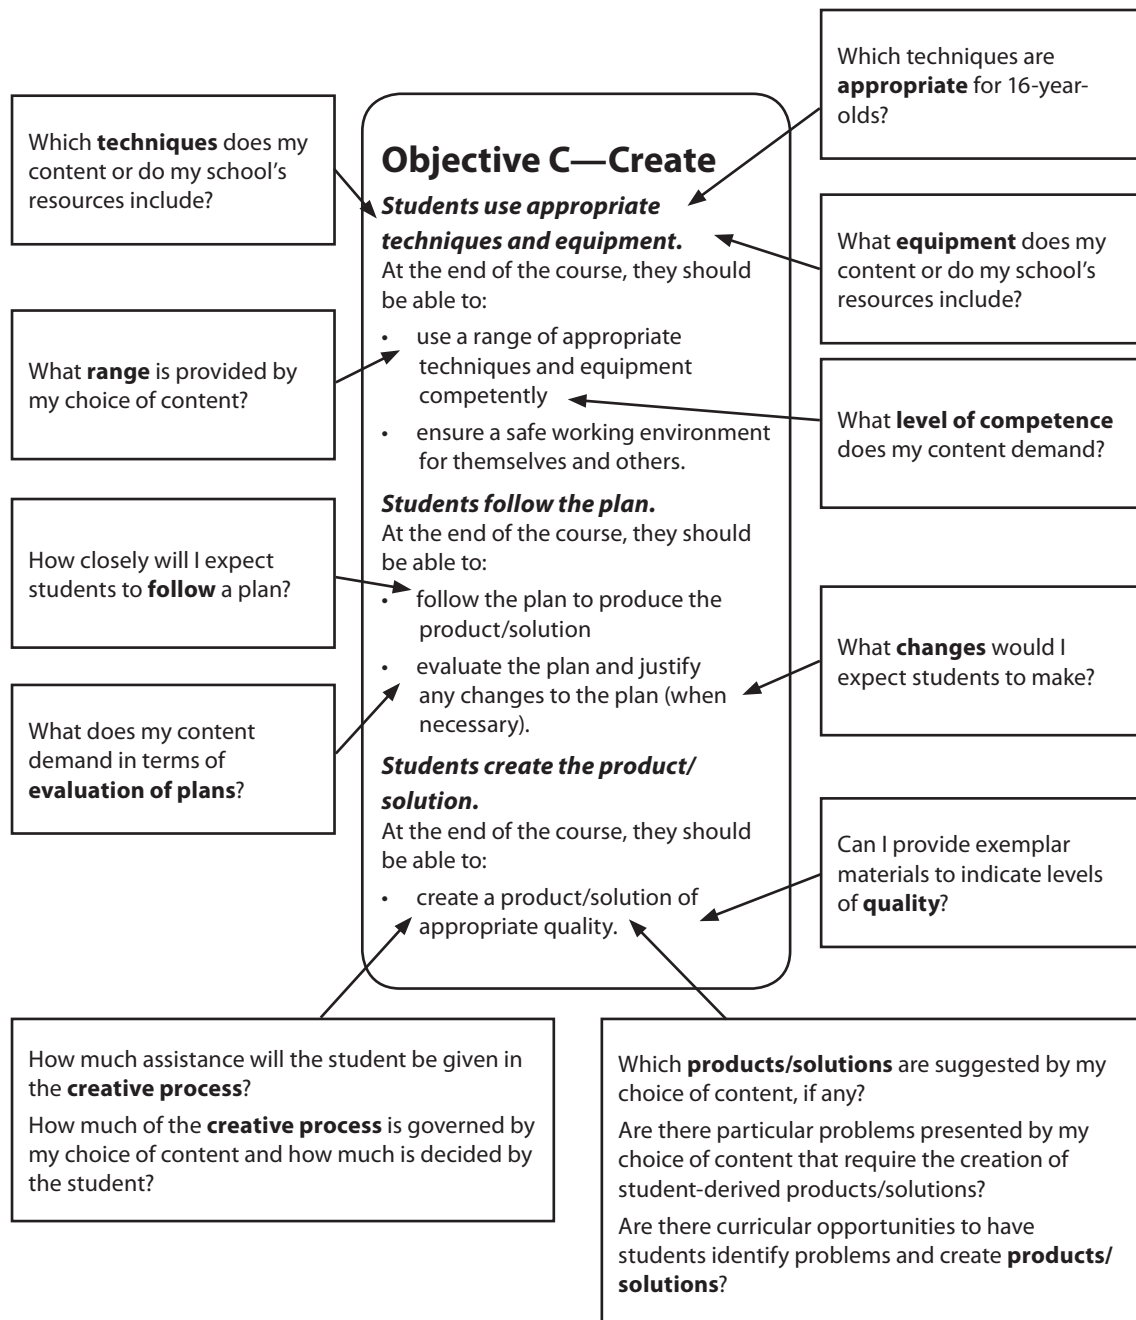 Which techniques are
appropriate for 16-year-
olds?
Which techniques does my
content or do my school's
resources include?
Objective C—Create
Students use appropriate
techniques and equipment.
At the end of the course, they should
be able to:
• use a range of appropriate
techniques and equipment
competently
• ensure a safe working environment
for themselves and others.
Students follow the plan.
At the end of the course, they should
be able to:
• follow the plan to produce the
product/solution
• evaluate the plan and justify
any changes to the plan (when
necessary).
Students create the product/
solution.
At the end of the course, they should
be able to:
• create a product/solution of
appropriate quality.
What equipment does my
content or do my school's
resources include?
What range is provided by
my choice of content?
What level of competence
does my content demand?
How closely will I expect
students to follow a plan?
What changes would I
expect students to make?
What does my content
demand in terms of
evaluation of plans?
Can I provide exemplar
materials to indicate levels
of quality?
How much assistance will the student be given in
the creative process?
How much of the creative process is governed by
my choice of content and how much is decided by
the student?
Which products/solutions are suggested by my
choice of content, if any?
Are there particular problems presented by my
choice of content that require the creation of
student-derived products/solutions?
Are there curricular opportunities to have
students identify problems and create products/
solutions?